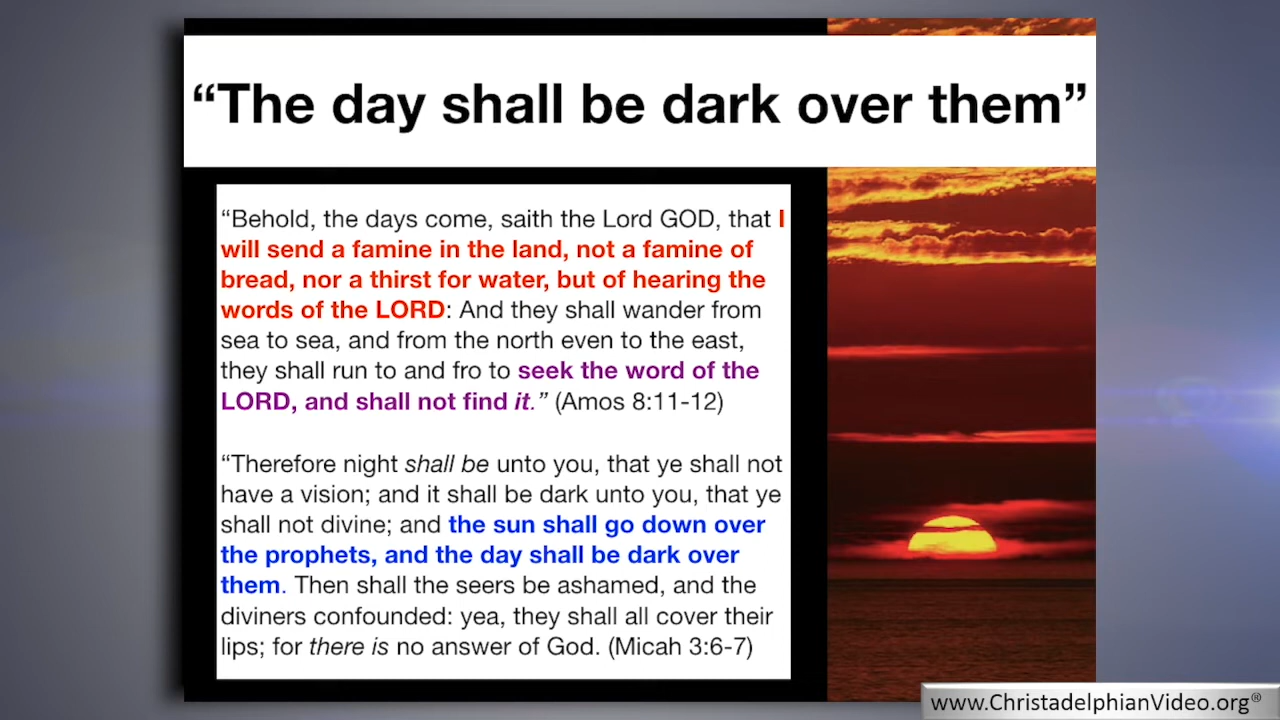 “The day shall be dark over them”
“Behold, the days come, saith the Lord GOD, that I
will send a famine in the land, not a famine of
bread, nor a thirst for water, but of hearing the
words of the LORD: And they shall wander from
sea to sea, and from the north even to the east,
they shall run to and fro to seek the word of the
LORD, and shall not find it.” (Amos 8:11-12)
“Therefore night shall be unto you, that ye shall not
have a vision; and it shall be dark unto you, that ye
shall not divine; and the sun shall go down over
the prophets, and the day shall be dark over
them. Then shall the seers be ashamed, and the
diviners confounded: yea, they shall all cover their
lips; for there is no answer of God. (Micah 3:6-7)
www.ChristadelphianVideo.org®